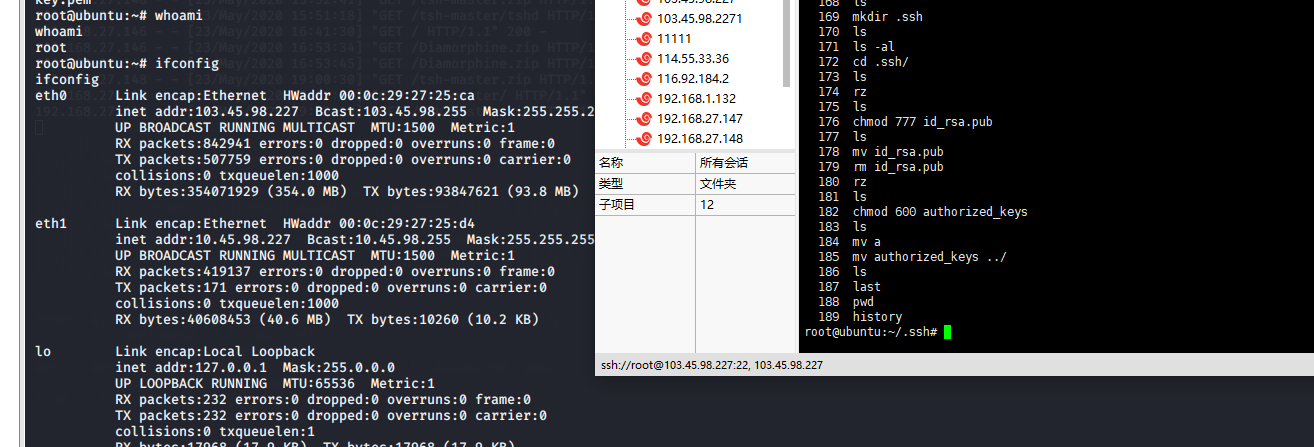 key.pem
root@ubuntu:~# whoami
whoami
root
root@ubuntu:~# ifconfig
ifconfig
eth0 Link encap:Ethernet HWaddr 00:0c:29:27:25:ca
inet addr:103.45.98.227 Bcast:103.45.98.255 Mask:255.255.2
UP BROADCAST RUNNING MULTICAST MTU:1500 Metric:1
RX packets:842941 errors:0 dropped:0 overruns:0 frame:0
TX packets:507759 errors:0 dropped:0 overruns:0 carrier:0
collisions:0 txqueuelen:1000
RX bytes:354071929 (354.0 MB) TX bytes:93847621 (93.8 MB)
eth1 Link encap:Ethernet HWaddr 00:0c:29:27:25:d4
inet addr:10.45.98.227 Bcast:10.45.98.255 Mask:255.255.255
UP BROADCAST RUNNING MULTICAST MTU:1500 Metric:1
RX packets:419137 errors:0 dropped:0 overruns:0 frame:0
TX packets:171 errors:0 dropped:0 overruns:0 carrier:0
collisions:0 txqueuelen:1000
RX bytes:40608453 (40.6 MB) TX bytes:10260 (10.2 KB)
lo Link encap:Local Loopback
inet addr:127.0.0.1 Mask:255.0.0.0
UP LOOPBACK RUNNING MTU:65536 Metric:1
RX packets:232 errors:0 dropped:0 overruns:0 frame:0
TX packets:232 errors:0 dropped:0 overruns:0 carrier:0
collisions:0 txqueuelen:1
RX bytes:17968 (17.9 KB) TX bytes:17968 (17.9 KB)
103.45.98.227
103.45.98.2271
11111
114.55.33.36
116.92.184.2
192.168.1.132
192.168.27.147
192.168.27.148
名称 所有会话
类型 文件夹
子项目 12
168 ls
169 mkdir .ssh
170 ls
171 ls -al
172 cd .ssh/
173 ls
174 rz
175 ls
176 chmod 777 id_rsa.pub
177 ls
178 mv id_rsa.pub
179 rm id_rsa.pub
180 rz
181 ls
182 chmod 600 authorized_keys
183 ls
184 mv a
185 mv authorized_keys ../
186 ls
187 last
188 pwd
189 history
root@ubuntu:~/.ssh#
ssh://root@103.45.98.227:22, 103.45.98.227